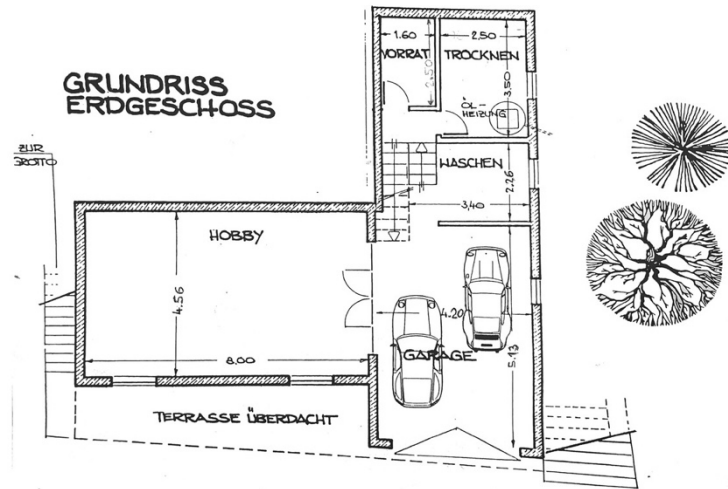 GRUNDRISS
ERDGESCHOSS
1.60
2,50
VORRAT
TROCKNEN
2.50
3,50
ÖL-
HEIZUNG
ZUR
GROTTO
WASCHEN
2.26
3,40
HOBBY
4.56
4.20
8.00
GARAGE
5.13
TERRASSE ÜBERDACHT